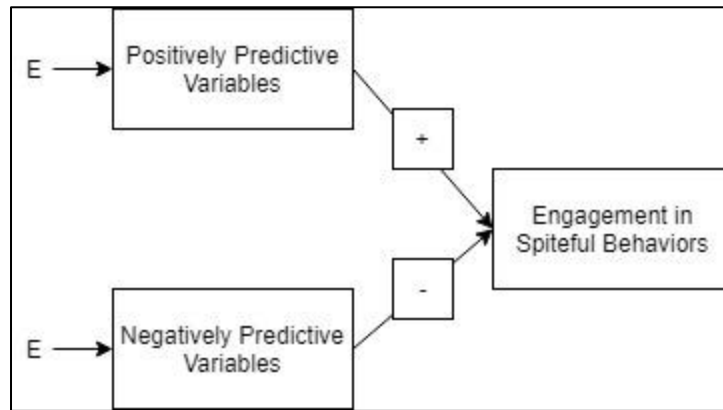 E
Positively Predictive
Variables
+
Engagement in
Spiteful Behaviors
-
E
Negatively Predictive
Variables